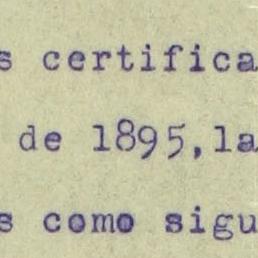 s certifica
de 1895,la
s como sigu